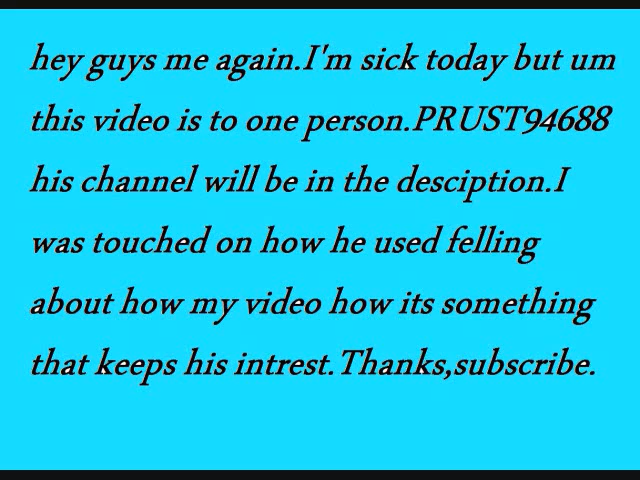 hey guys me again.I'm sick today but um
this video is to one person.PRUST94688
his channel will be in the desciption.I
was touched on how he used felling
about how my video how its something
that keeps his intrest.Thanks,subscribe.